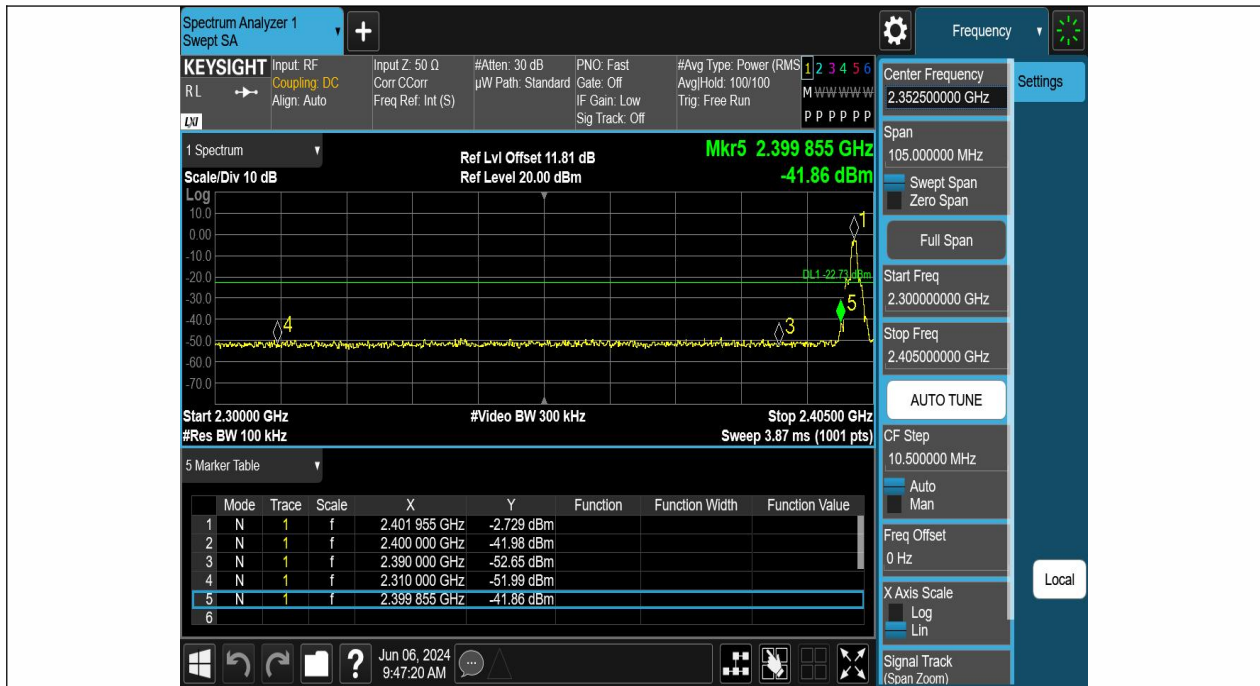 Spectrum Analyzer 1
Swept SA
+
Frequency
KEYSIGHT
RL
LXI
Input: RF
Coupling: DC
Align: Auto
Input Z: 50 Ω
Corr CCorr
Freq Ref: Int (S)
#Atten: 30 dB
µW Path: Standard
PNO: Fast
Gate: Off
IF Gain: Low
Sig Track: Off
#Avg Type: Power (RMS
Avg|Hold: 100/100
Trig: Free Run
1 2 3 4 5 6
M W W W W W
P P P P P P
1 Spectrum
Scale/Div 10 dB
Ref Lvl Offset 11.81 dB
Ref Level 20.00 dBm
Mkr5 2.399 855 GHz
-41.86 dBm
Log
10.0
0.00
-10.0
-20.0
-30.0
-40.0
-50.0
-60.0
-70.0
1
DL1 -22.73 dBm
5
4
3
Start 2.30000 GHz
#Video BW 300 kHz
Stop 2.40500 GHz
#Res BW 100 kHz
Sweep 3.87 ms (1001 pts)
5 Marker Table
Mode Trace Scale X Y Function Function Width Function Value
1 N 1 f 2.401 955 GHz -2.729 dBm
2 N 1 f 2.400 000 GHz -41.98 dBm
3 N 1 f 2.390 000 GHz -52.65 dBm
4 N 1 f 2.310 000 GHz -51.99 dBm
5 N 1 f 2.399 855 GHz -41.86 dBm
6
?
Jun 06, 2024
9:47:20 AM
Center Frequency
2.352500000 GHz
Settings
Span
105.000000 MHz
Swept Span
Zero Span
Full Span
Start Freq
2.300000000 GHz
Stop Freq
2.405000000 GHz
AUTO TUNE
CF Step
10.500000 MHz
Auto
Man
Freq Offset
0 Hz
X Axis Scale
Log
Lin
Local
Signal Track
(Span Zoom)